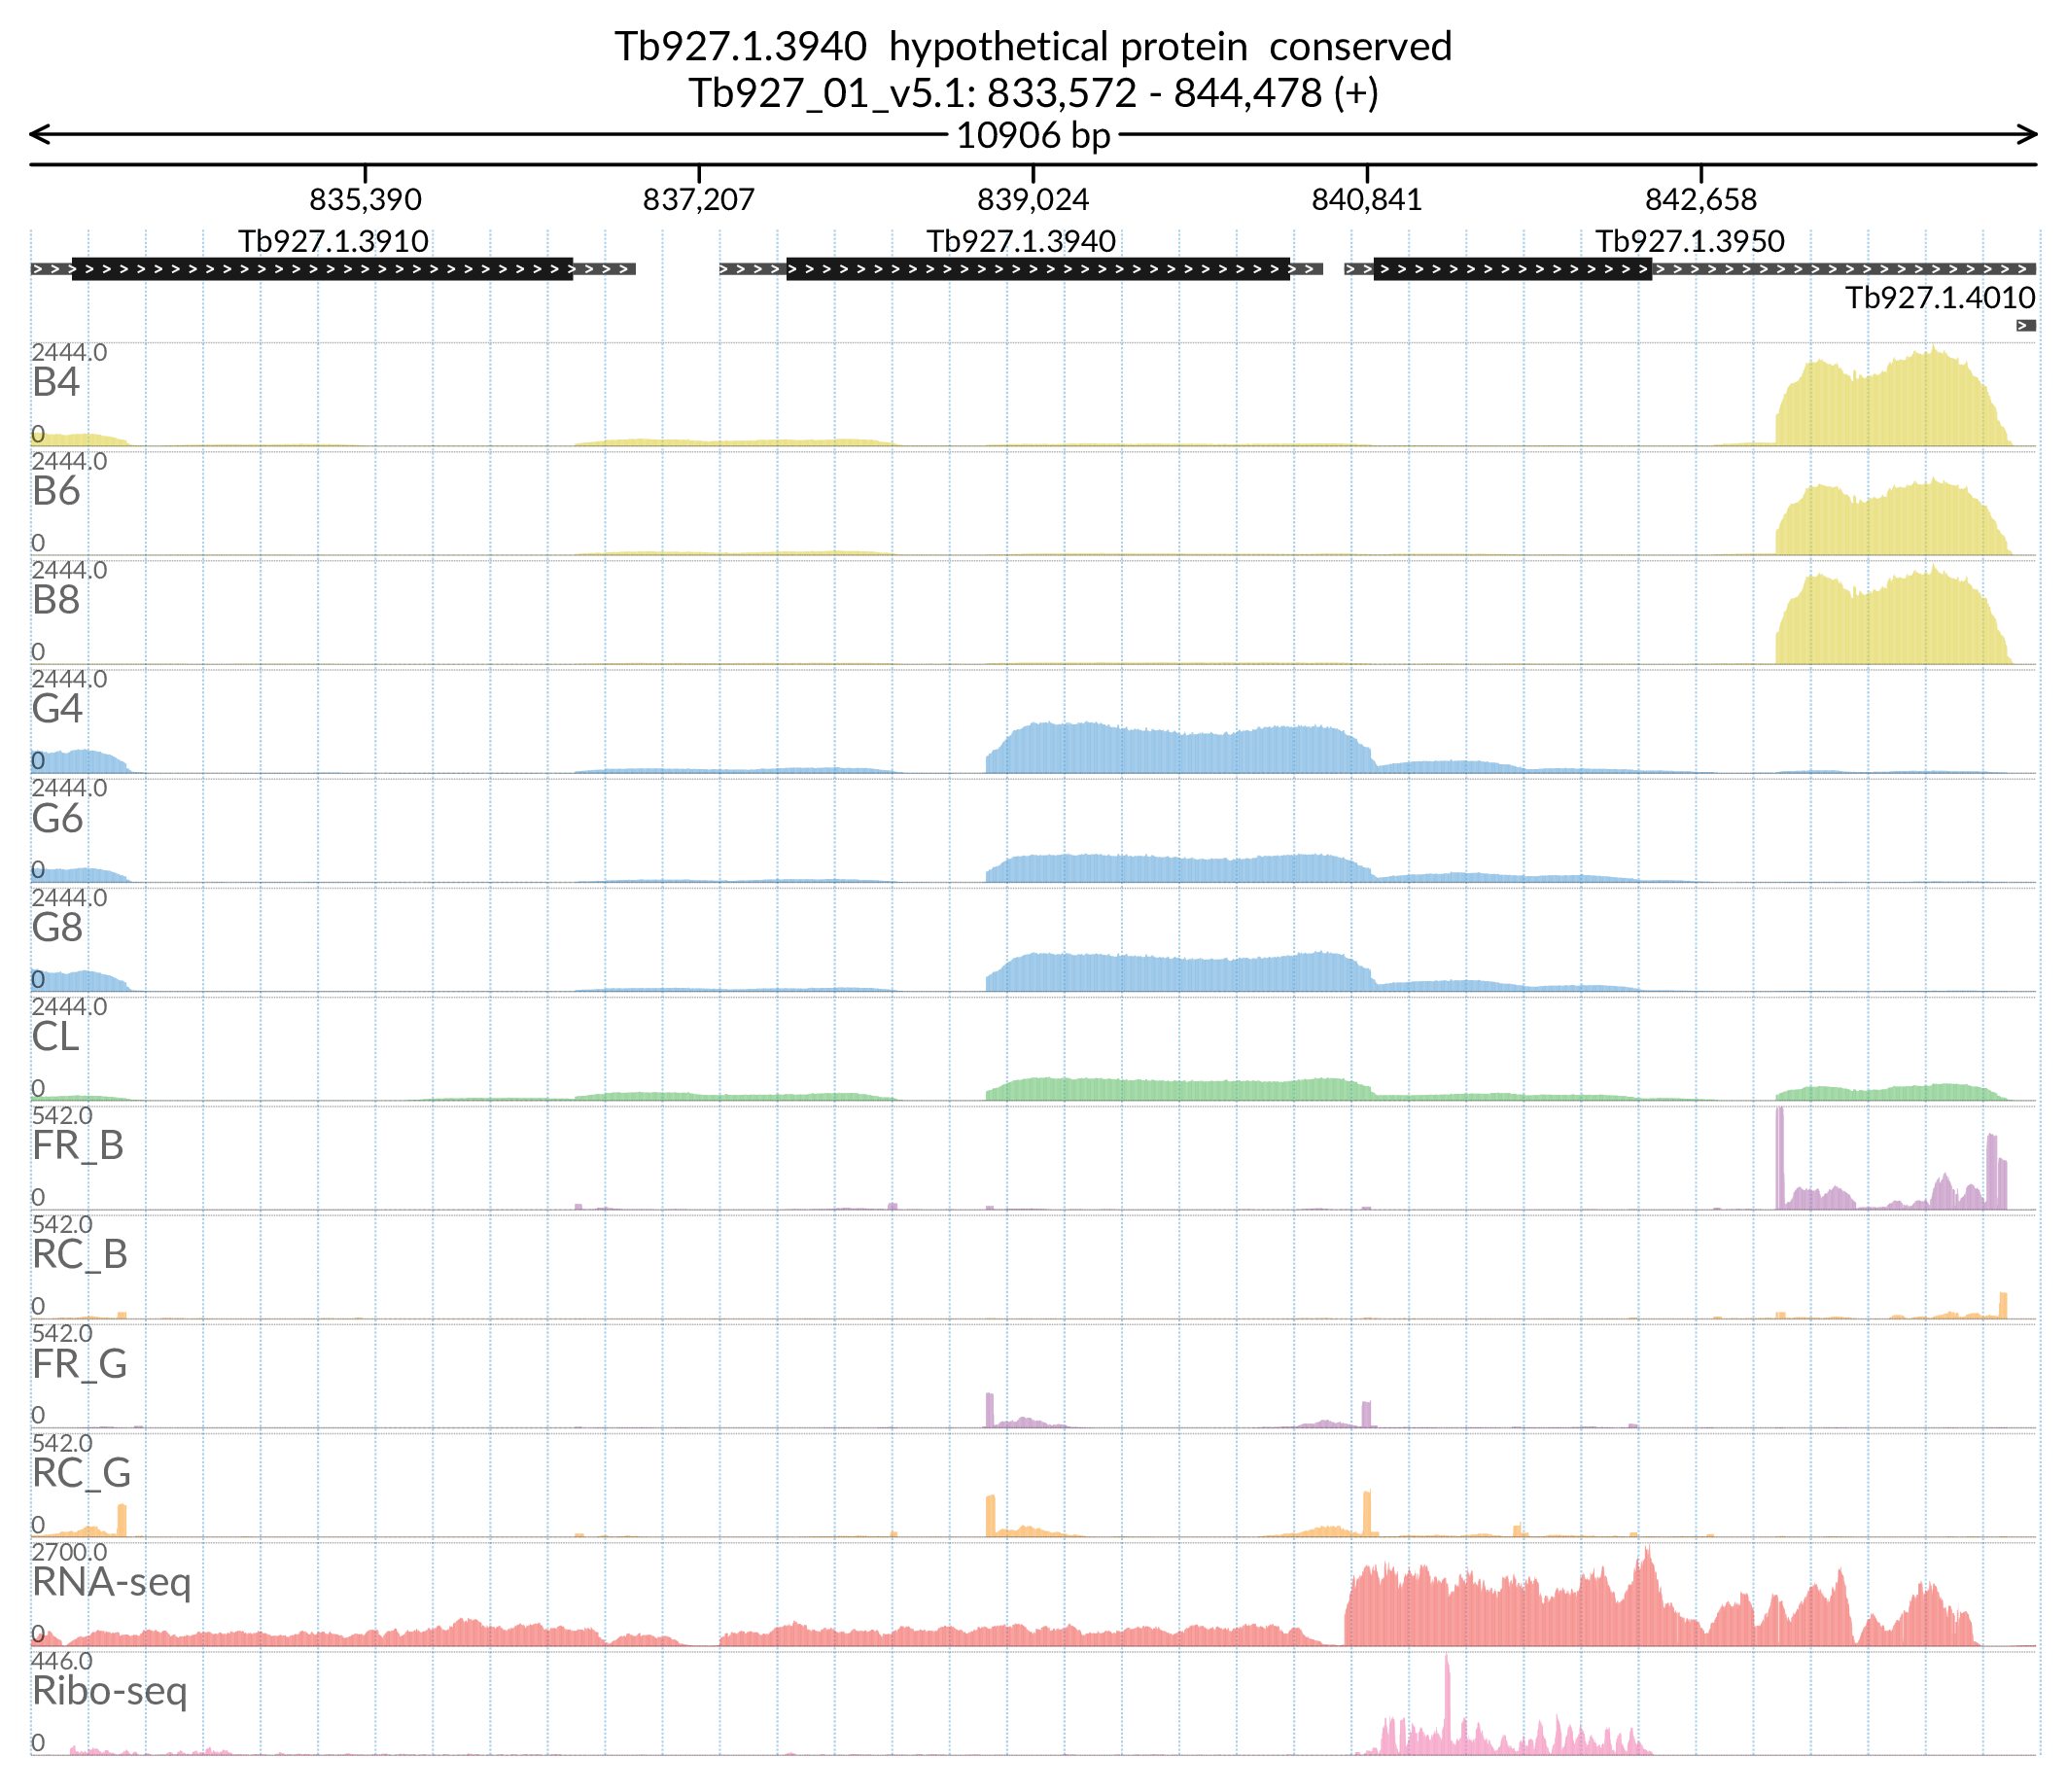 Tb927.1.3940  hypothetical protein  conserved
Tb927_01_v5.1: 833,572 - 844,478 (+)
10906 bp
835,390 837,207 839,024 840,841 842,658
Tb927.1.3910 Tb927.1.3940 Tb927.1.3950
Tb927.1.4010
2444.0
B4
0
2444.0
B6
0
2444.0
B8
0
2444.0
G4
0
2444.0
G6
0
2444.0
G8
0
2444.0
CL
0
542.0
FR_B
0
542.0
RC_B
0
542.0
FR_G
0
542.0
RC_G
0
2700.0
RNA-seq
0
446.0
Ribo-seq
0